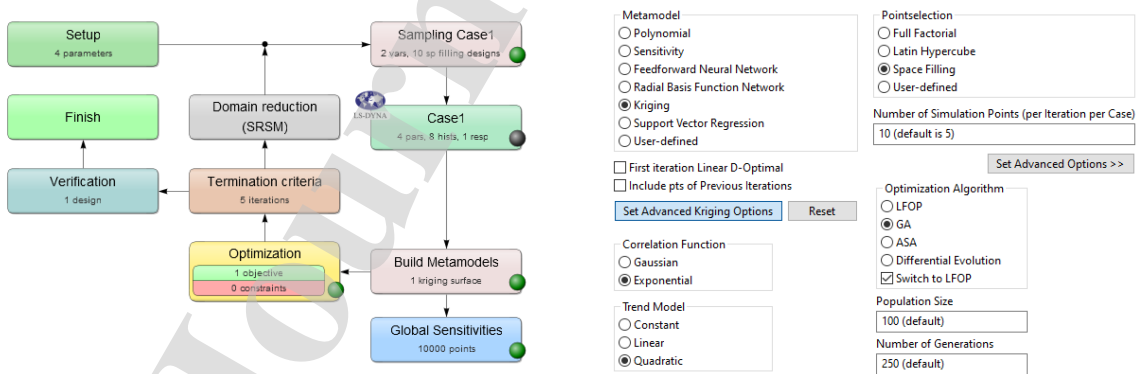 Setup
4 parameters
Sampling Case1
2 vars, 10 sp filling designs
Finish
Domain reduction
(SRSM)
LS-DYNA
Case1
4 pars, 8 hists, 1 resp
Verification
1 design
Termination criteria
5 iterations
Optimization
1 objective
0 constraints
Build Metamodels
1 kriging surface
Global Sensitivities
10000 points
Metamodel
Polynomial
Sensitivity
Feedforward Neural Network
Radial Basis Function Network
Kriging
Support Vector Regression
User-defined
First iteration Linear D-Optimal
Include pts of Previous Iterations
Set Advanced Kriging Options
Reset
Correlation Function
Gaussian
Exponential
Trend Model
Constant
Linear
Quadratic
Pointselection
Full Factorial
Latin Hypercube
Space Filling
User-defined
Number of Simulation Points (per Iteration per Case)
10 (default is 5)
Set Advanced Options >>
Optimization Algorithm
LFOP
GA
ASA
Differential Evolution
Switch to LFOP
Population Size
100 (default)
Number of Generations
250 (default)